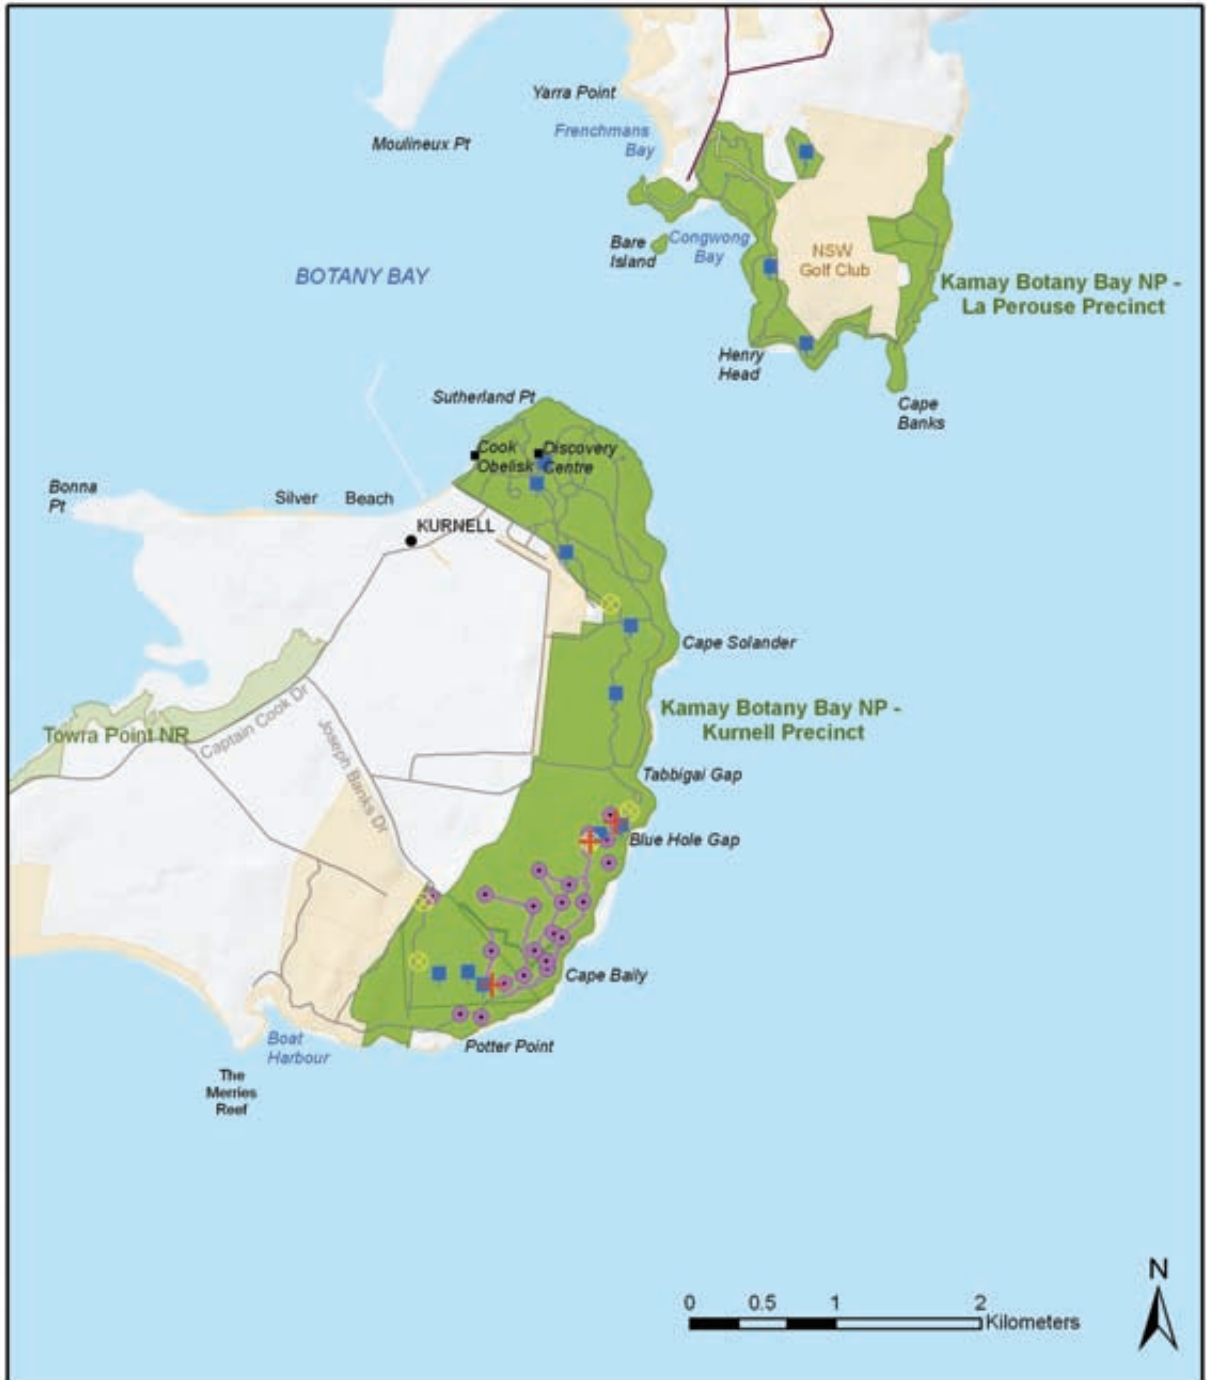 Yarra Point
Frenchmans
Bay
Moulineux Pt
Bare
Island
Congwong
Bay
NSW
Golf Club
BOTANY BAY
Kamay Botany Bay NP -
La Perouse Precinct
Henry
Head
Cape
Banks
Sutherland Pt
Cook
Obelisk
Discovery
Centre
Bonna
Pt
Silver Beach
KURNELL
Cape Solander
Kamay Botany Bay NP -
Kurnell Precinct
Towra Point NR
Captain Cook Dr
Joseph Banks Dr
Tabbigai Gap
Blue Hole Gap
Cape Baily
Potter Point
Boat
Harbour
The
Merries
Reef
N
0 0.5 1 2
Kilometers